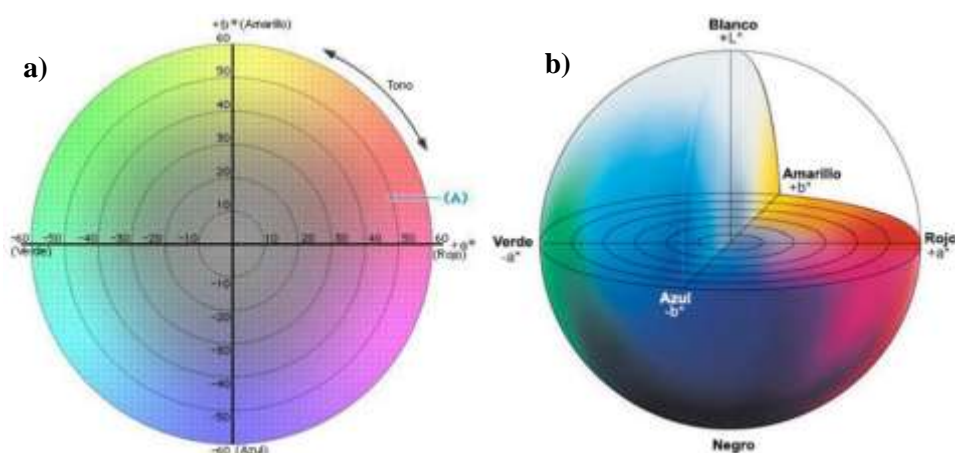 a)
+b* (Amarillo)
60
50
40
30
20
10
Tono
(A)
-60 -50 -40 -30 -20 -10 10 20 30 40 50 60
(Verde)
+a*
(Rojo)
-10
-20
-30
-40
-50
-60 (Azul)
b)
Blanco
+L*
Amarillo
+b*
Verde
-a*
Rojo
+a*
Azul
-b*
Negro